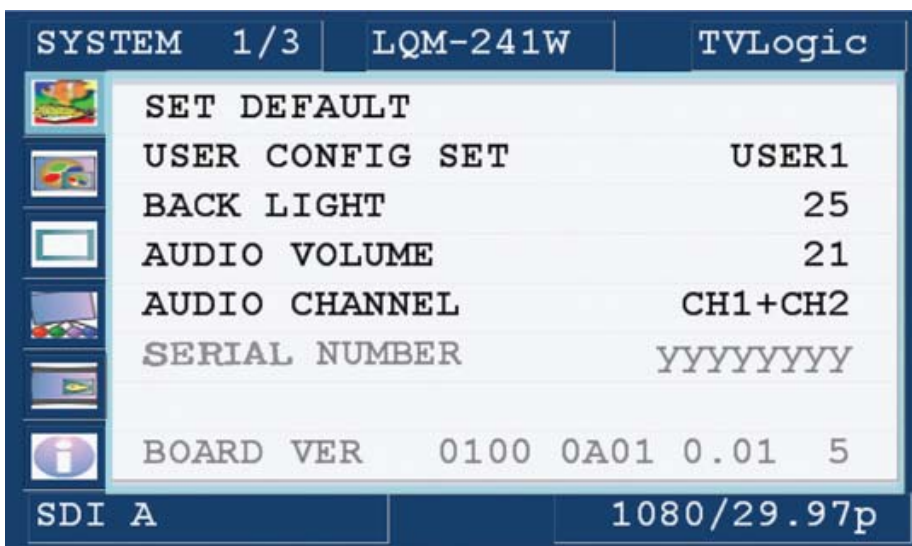 SYSTEM 1/3 LQM-241W TVLogic
SET DEFAULT
USER CONFIG SET USER1
BACK LIGHT 25
AUDIO VOLUME 21
AUDIO CHANNEL CH1+CH2
SERIAL NUMBER yyyyyyyy
BOARD VER 0100 0A01 0.01 5
SDI A 1080/29.97p